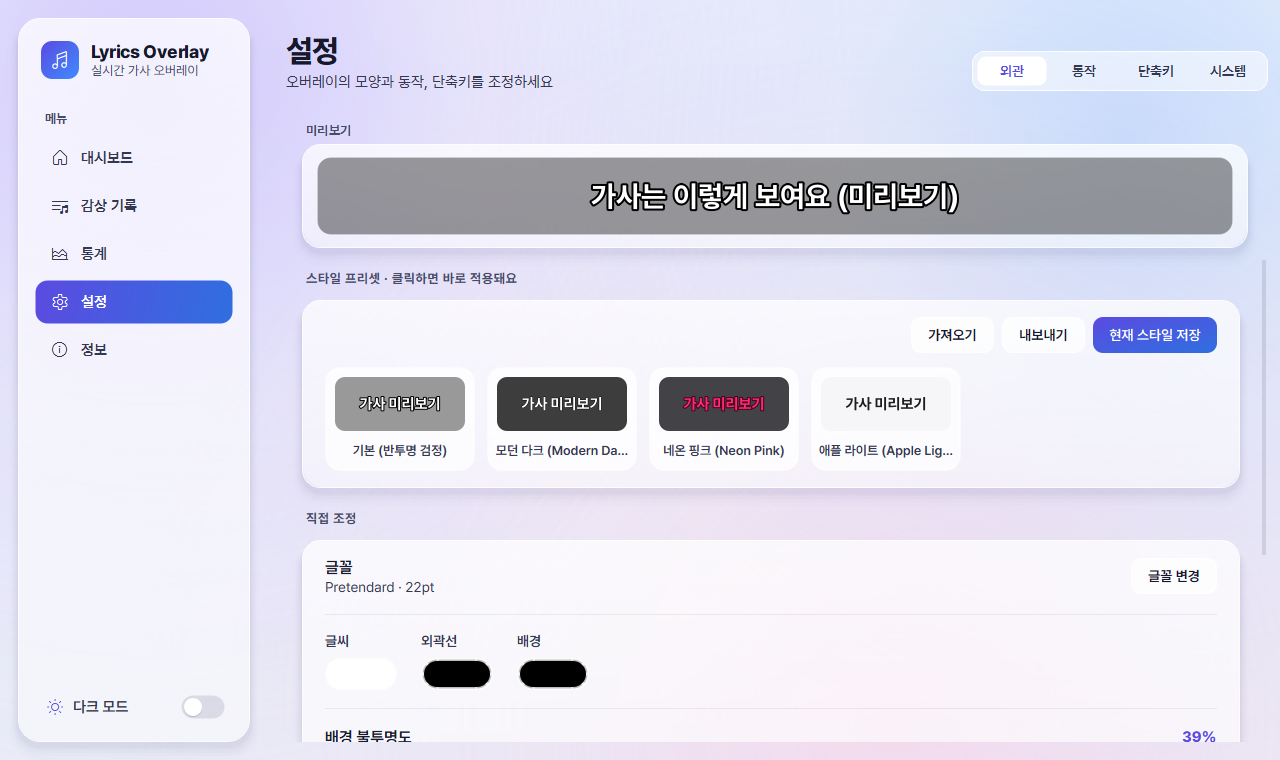 Lyrics Overlay
실시간 가사 오버레이
메뉴
대시보드
감상 기록
통계
설정
정보
다크 모드
설정
오버레이의 모양과 동작, 단축키를 조정하세요
외관
동작
단축키
시스템
미리보기
가사는 이렇게 보여요 (미리보기)
스타일 프리셋 · 클릭하면 바로 적용돼요
가져오기
내보내기
현재 스타일 저장
가사 미리보기
기본 (반투명 검정)
가사 미리보기
모던 다크 (Modern Da...
가사 미리보기
네온 핑크 (Neon Pink)
가사 미리보기
애플 라이트 (Apple Lig...
직접 조정
글꼴
Pretendard · 22pt
글꼴 변경
글씨
외곽선
배경
배경 불투명도
39%